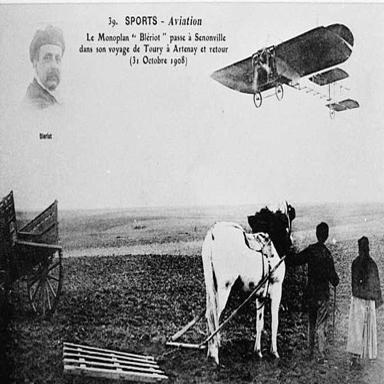 39. SPORTS - Aviation
Le Monoplan "Blériot" passe à Senonville
dans son voyage de Toury à Artenay et retour
(31 Octobre 1908)
Blériot